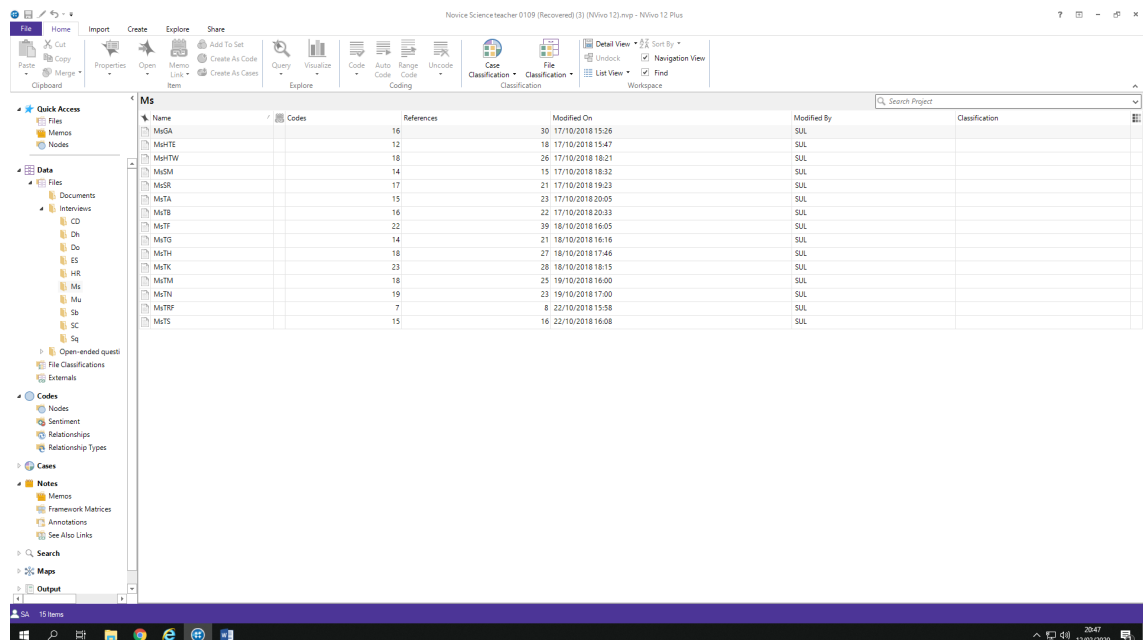 Novice Science teacher 0109 (Recovered) (3) (NVivo 12).nvp - NVivo 12 Plus
File Home Import Create Explore Share
Paste Cut Copy Merge Clipboard
Properties Open Memo Link Add To Set Create As Code Create As Cases Item
Query Visualize Explore
Code Auto Code Range Code Uncode Coding
Case Classification File Classification Classification
Detail View Sort By Undock Navigation View List View Find Workspace
Quick Access
Files
Memos
Nodes
Data
Files
Documents
Interviews
CD
Dh
Do
ES
HR
Ms
Mu
Sb
SC
Sq
Open-ended questi
File Classifications
Externals
Codes
Nodes
Sentiment
Relationships
Relationship Types
Cases
Notes
Memos
Framework Matrices
Annotations
See Also Links
Search
Maps
Output
Ms Search Project
Name Codes References Modified On Modified By Classification
MsGA 16 30 17/10/2018 15:26 SUL
MsHTE 12 18 17/10/2018 15:47 SUL
MsHTW 18 26 17/10/2018 18:21 SUL
MsSM 14 15 17/10/2018 18:32 SUL
MsSR 17 21 17/10/2018 19:23 SUL
MsTA 15 23 17/10/2018 20:05 SUL
MsTB 16 22 17/10/2018 20:33 SUL
MsTF 22 39 18/10/2018 16:05 SUL
MsTG 14 21 18/10/2018 16:16 SUL
MsTH 18 27 18/10/2018 17:46 SUL
MsTK 23 28 18/10/2018 18:15 SUL
MsTM 18 25 19/10/2018 16:00 SUL
MsTN 19 23 19/10/2018 17:00 SUL
MsTRF 7 8 22/10/2018 15:58 SUL
MsTS 15 16 22/10/2018 16:08 SUL
SA 15 Items
20:47